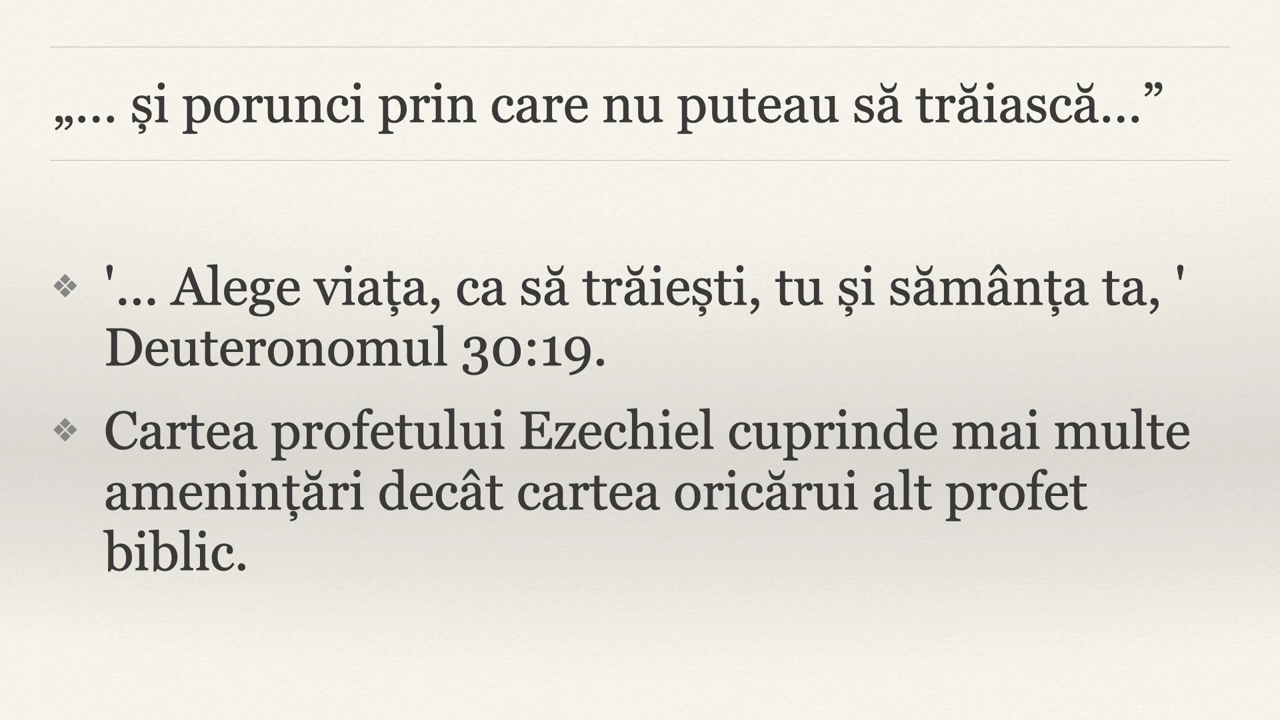 „... și porunci prin care nu puteau să trăiască...”
❖ '... Alege viața, ca să trăiești, tu și sămânța ta, '
Deuteronomul 30:19.
❖ Cartea profetului Ezechiel cuprinde mai multe
amenințări decât cartea oricărui alt profet
biblic.